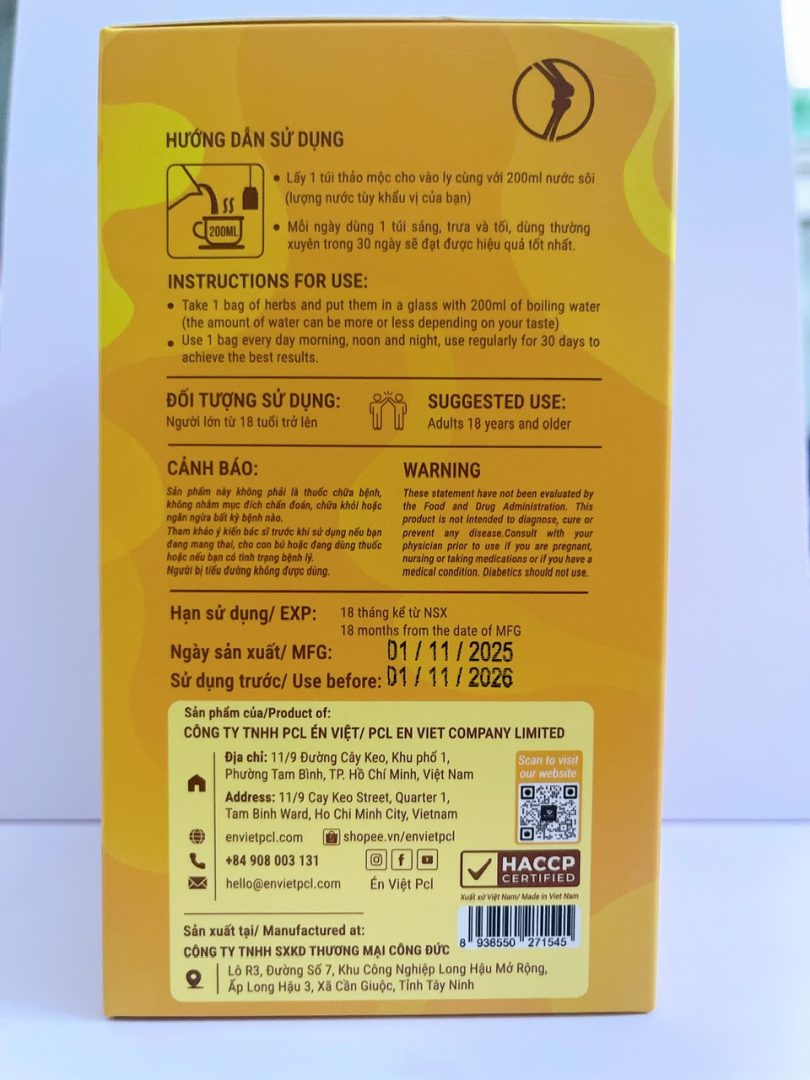 HƯỚNG DẪN SỬ DỤNG
200ML
• Lấy 1 túi thảo mộc cho vào ly cùng với 200ml nước sôi
(lượng nước tùy khẩu vị của bạn)
• Mỗi ngày dùng 1 túi sáng, trưa và tối, dùng thường
xuyên trong 30 ngày sẽ đạt được hiệu quả tốt nhất.
INSTRUCTIONS FOR USE:
• Take 1 bag of herbs and put them in a glass with 200ml of boiling water
(the amount of water can be more or less depending on your taste)
• Use 1 bag every day morning, noon and night, use regularly for 30 days to
achieve the best results.
ĐỐI TƯỢNG SỬ DỤNG:
Người lớn từ 18 tuổi trở lên
SUGGESTED USE:
Adults 18 years and older
CẢNH BÁO:
Sản phẩm này không phải là thuốc chữa bệnh,
không nhằm mục đích chẩn đoán, chữa khỏi hoặc
ngăn ngừa bất kỳ bệnh nào.
Tham khảo ý kiến bác sĩ trước khi sử dụng nếu bạn
đang mang thai, cho con bú hoặc đang dùng thuốc
hoặc nếu bạn có tình trạng bệnh lý.
Người bị tiểu đường không được dùng.
WARNING
These statement have not been evaluated by
the Food and Drug Administration. This
product is not intended to diagnose, cure or
prevent any disease.Consult with your
physician prior to use if you are pregnant,
nursing or taking medications or if you have a
medical condition. Diabetics should not use.
Hạn sử dụng/ EXP: 18 tháng kể từ NSX
18 months from the date of MFG
Ngày sản xuất/ MFG: 01 / 11 / 2025
Sử dụng trước/ Use before: 01 / 11 / 2026
Sản phẩm của/Product of:
CÔNG TY TNHH PCL ÉN VIỆT/ PCL EN VIET COMPANY LIMITED
Địa chỉ: 11/9 Đường Cây Keo, Khu phố 1,
Phường Tam Bình, TP. Hồ Chí Minh, Việt Nam
Address: 11/9 Cay Keo Street, Quarter 1,
Tam Binh Ward, Ho Chi Minh City, Vietnam
envietpcl.com shopee.vn/envietpcl
+84 908 003 131
hello@envietpcl.com Én Việt Pcl
Scan to visit
our website
HACCP
CERTIFIED
Xuất xứ Việt Nam/ Made in Viet Nam
8 936550 271545
Sản xuất tại/ Manufactured at:
CÔNG TY TNHH SXKD THƯƠNG MẠI CÔNG ĐỨC
Lô R3, Đường Số 7, Khu Công Nghiệp Long Hậu Mở Rộng,
Ấp Long Hậu 3, Xã Cần Giuộc, Tỉnh Tây Ninh